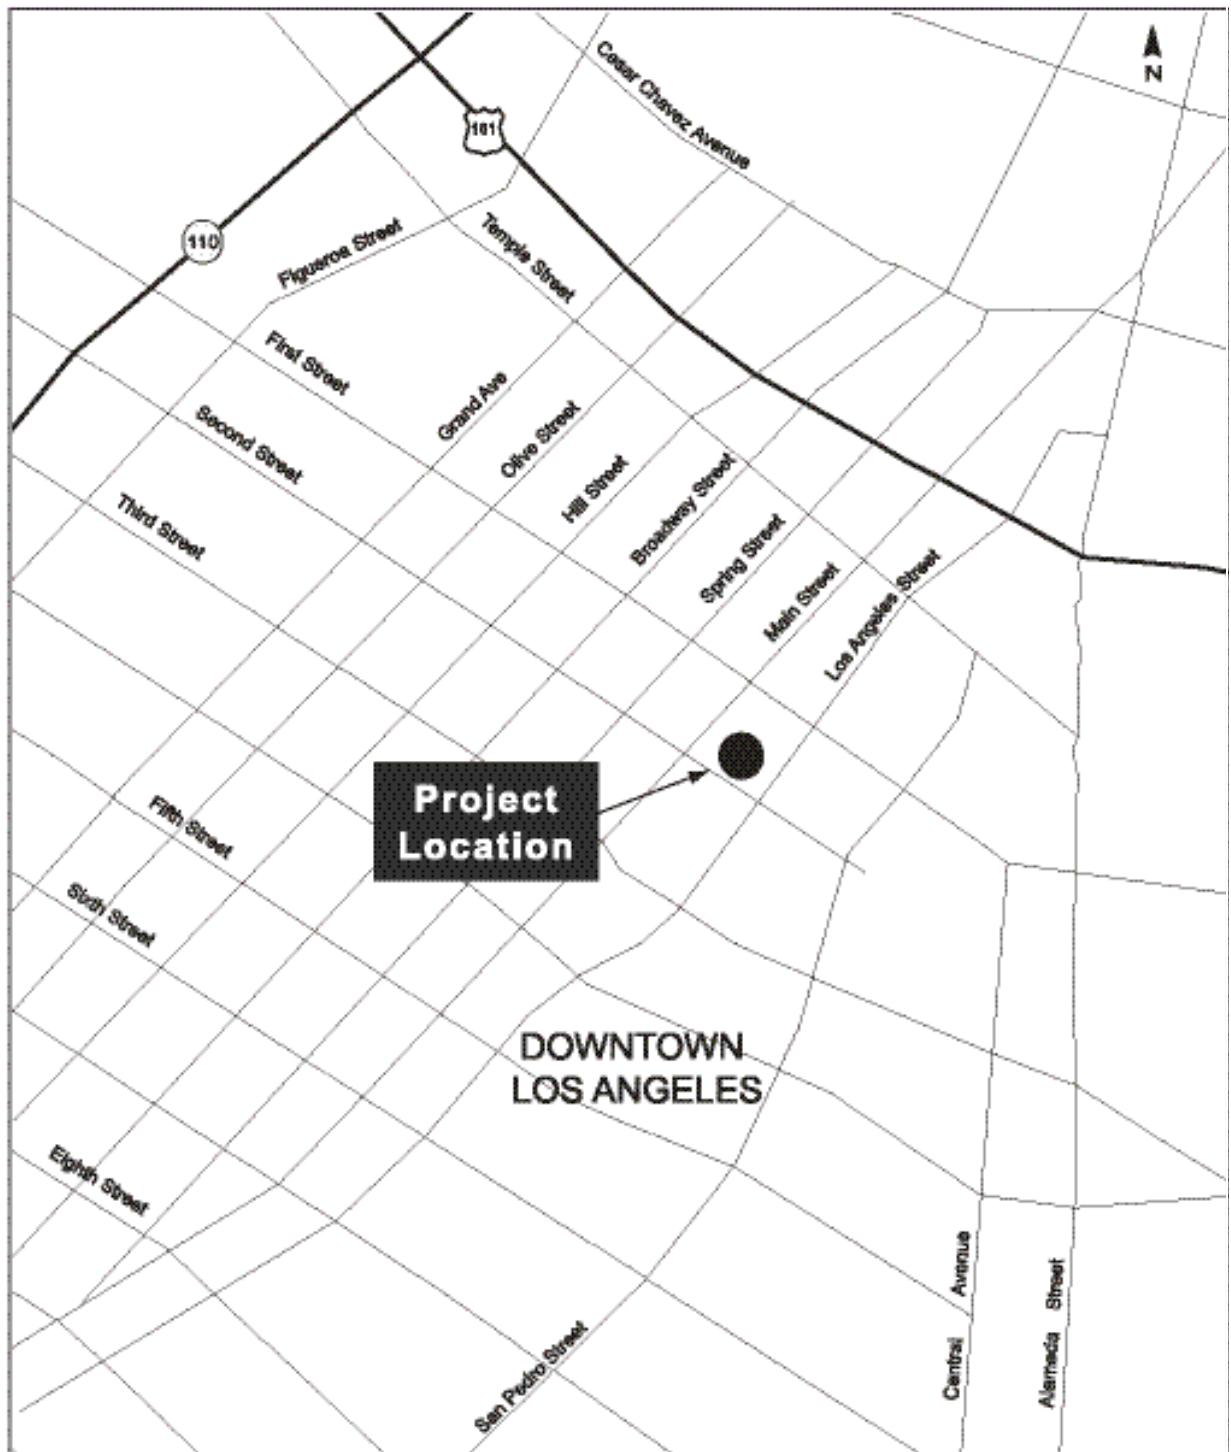 Cesar Chavez Avenue
N
101
110
Figueroa Street
Temple Street
First Street
Grand Ave
Second Street
Olive Street
Hill Street
Broadway Street
Third Street
Spring Street
Main Street
Los Angeles Street
Project
Location
Fifth Street
Sixth Street
DOWNTOWN
LOS ANGELES
Eighth Street
San Pedro Street
Central Avenue
Alameda Street